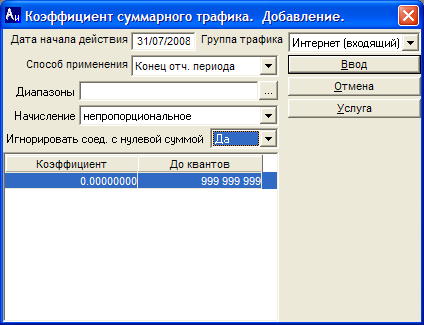 Аи Коэффициент суммарного трафика. Добавление.
Дата начала действия 31/07/2008 Группа трафика Интернет (входящий)
Способ применения Конец отч. периода
Ввод
Диапазоны ...
Отмена
Начисление непропорциональное
Услуга
Игнорировать соед. с нулевой суммой Да
Коэффициент До квантов
0.00000000 999 999 999